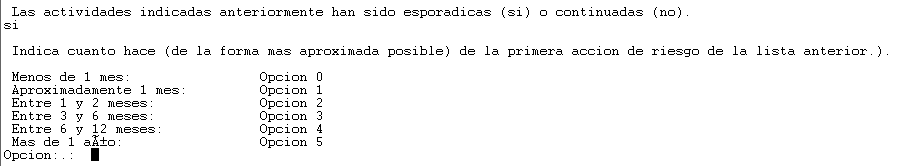 Las actividades indicadas anteriormente han sido esporadicas (si) o continuadas (no).
si
Indica cuanto hace (de la forma mas aproximada posible) de la primera accion de riesgo de la lista anterior.).
Menos de 1 mes: Opcion 0
Aproximadamente 1 mes: Opcion 1
Entre 1 y 2 meses: Opcion 2
Entre 3 y 6 meses: Opcion 3
Entre 6 y 12 meses: Opcion 4
Mas de 1 aÃ±o: Opcion 5
Opcion:.: